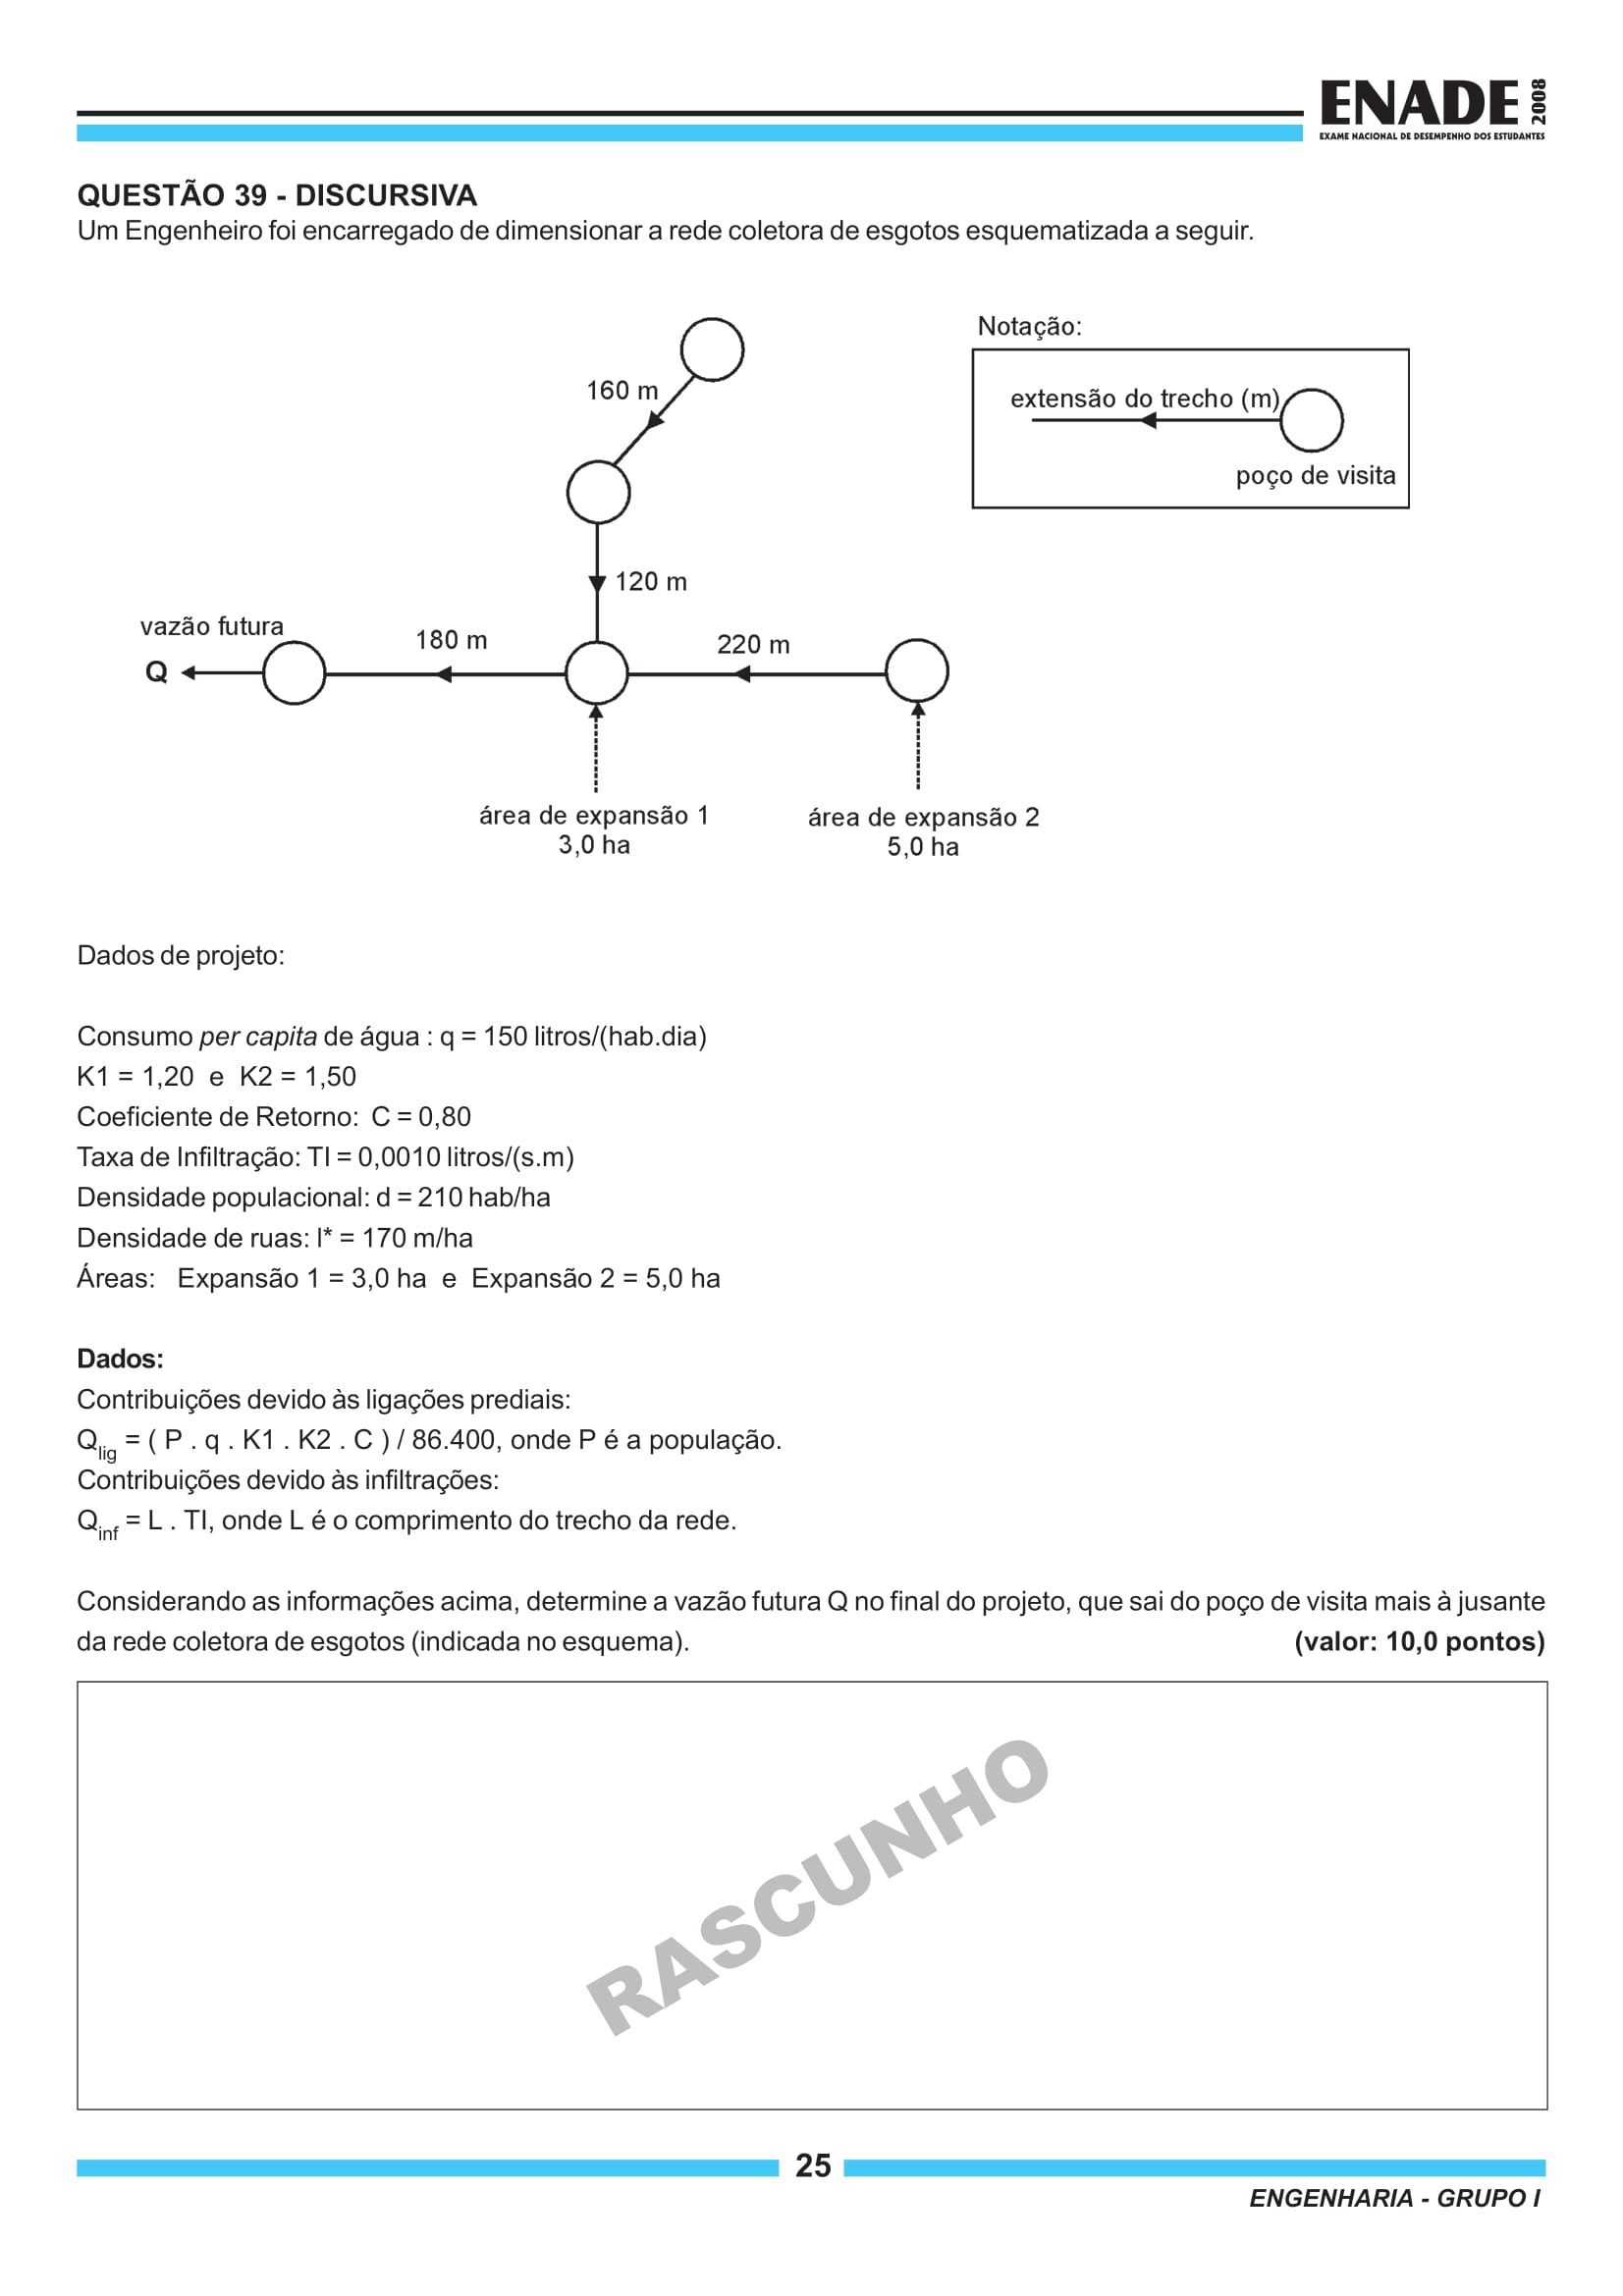 ENADE 2008
EXAME NACIONAL DE DESEMPENHO DOS ESTUDANTES
QUESTÃO 39 - DISCURSIVA
Um Engenheiro foi encarregado de dimensionar a rede coletora de esgotos esquematizada a seguir.
Notação:
160 m
extensão do trecho (m)
poço de visita
120 m
vazão futura
180 m
220 m
Q
área de expansão 1
3,0 ha
área de expansão 2
5,0 ha
Dados de projeto:
Consumo per capita de água : q = 150 litros/(hab.dia)
K1 = 1,20 e K2 = 1,50
Coeficiente de Retorno: C = 0,80
Taxa de Infiltração: TI = 0,0010 litros/(s.m)
Densidade populacional: d = 210 hab/ha
Densidade de ruas: l* = 170 m/ha
Áreas: Expansão 1 = 3,0 ha e Expansão 2 = 5,0 ha
Dados:
Contribuições devido às ligações prediais:
Qlig = ( P . q . K1 . K2 . C ) / 86.400, onde P é a população.
Contribuições devido às infiltrações:
Qinf = L . TI, onde L é o comprimento do trecho da rede.
Considerando as informações acima, determine a vazão futura Q no final do projeto, que sai do poço de visita mais à jusante
da rede coletora de esgotos (indicada no esquema). (valor: 10,0 pontos)
RASCUNHO
25
ENGENHARIA - GRUPO I